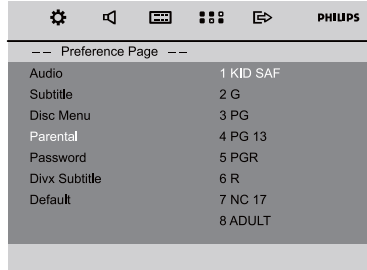 PHILIPS
-- Preference Page --
Audio 1 KID SAF
Subtitle 2 G
Disc Menu 3 PG
Parental 4 PG 13
Password 5 PGR
Divx Subtitle 6 R
Default 7 NC 17
8 ADULT